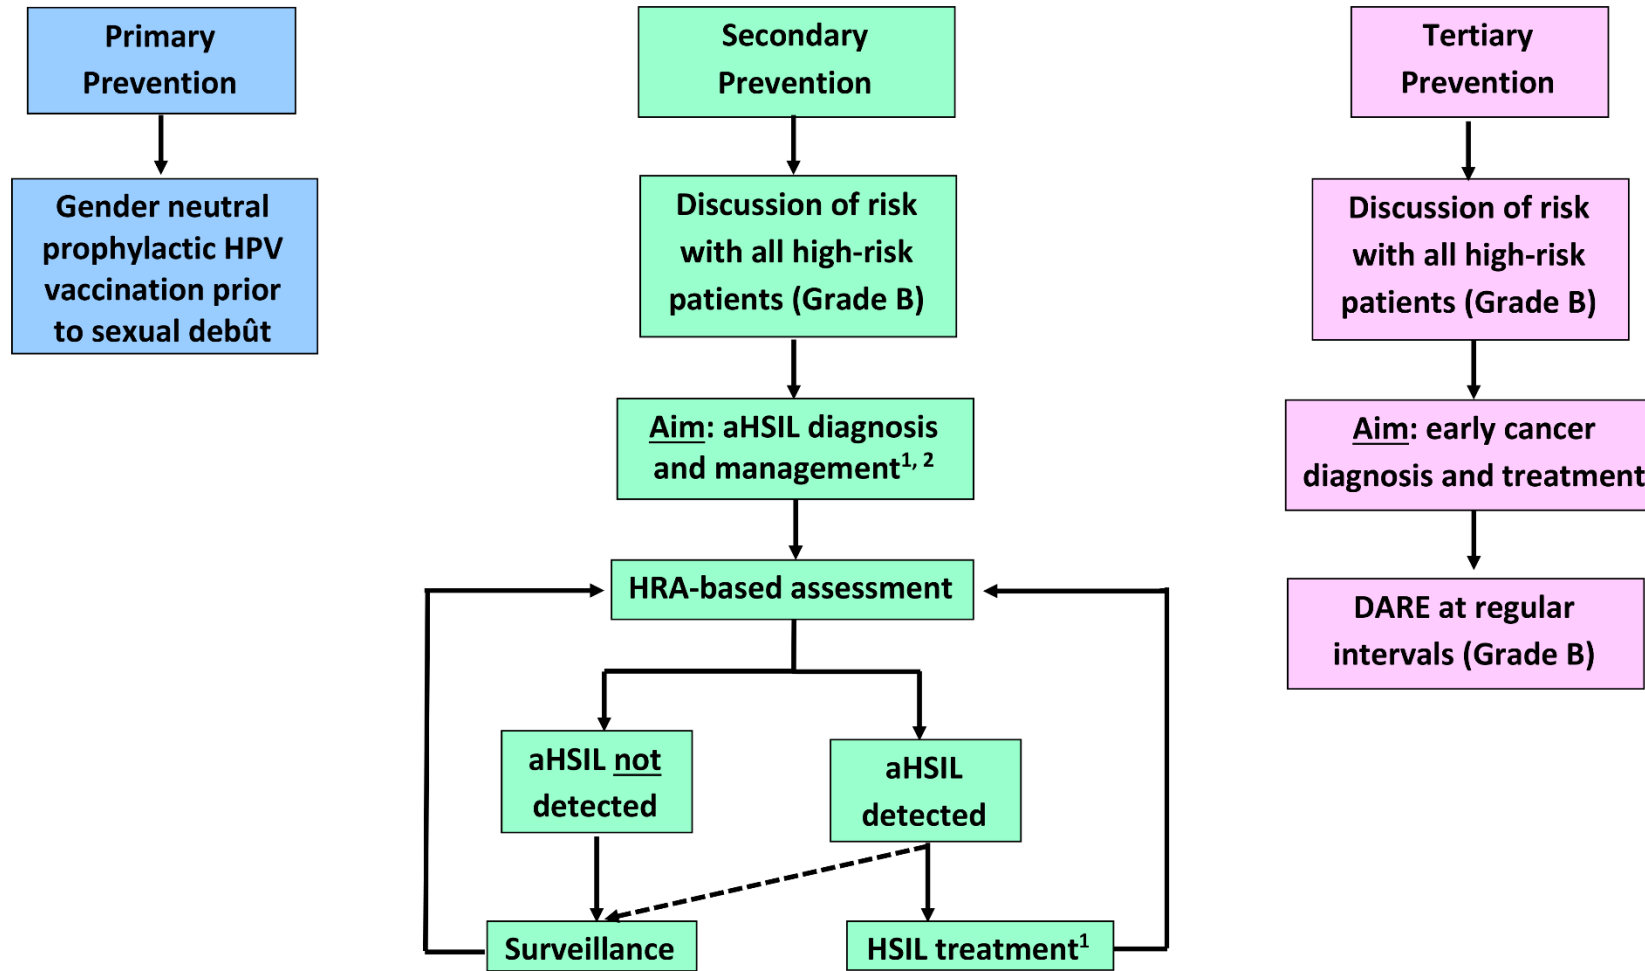 Primary
Prevention
Gender neutral
prophylactic HPV
vaccination prior
to sexual debût
Secondary
Prevention
Discussion of risk
with all high-risk
patients (Grade B)
Aim: aHSIL diagnosis
and management1, 2
HRA-based assessment
aHSIL not
detected
aHSIL
detected
Surveillance
HSIL treatment1
Tertiary
Prevention
Discussion of risk
with all high-risk
patients (Grade B)
Aim: early cancer
diagnosis and treatment
DARE at regular
intervals (Grade B)